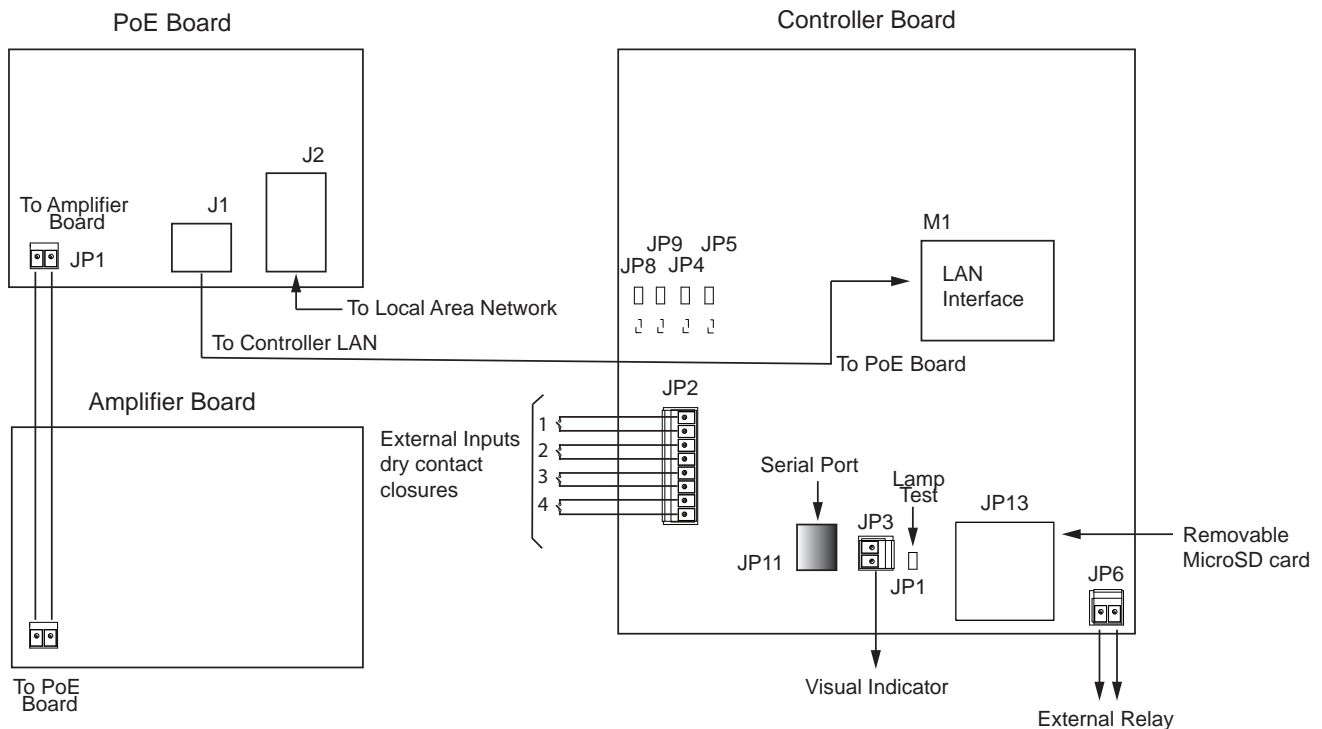 PoE Board
Controller Board
J2
To Amplifier
Board
J1
JP1
M1
LAN
Interface
JP9 JP5
JP8 JP4
To Local Area Network
To Controller LAN
To PoE Board
Amplifier Board
JP2
External Inputs
dry contact
closures
1
2
3
4
Serial Port
Lamp
Test
JP3
JP13
JP11
JP1
Removable
MicroSD card
JP6
To PoE
Board
Visual Indicator
External Relay